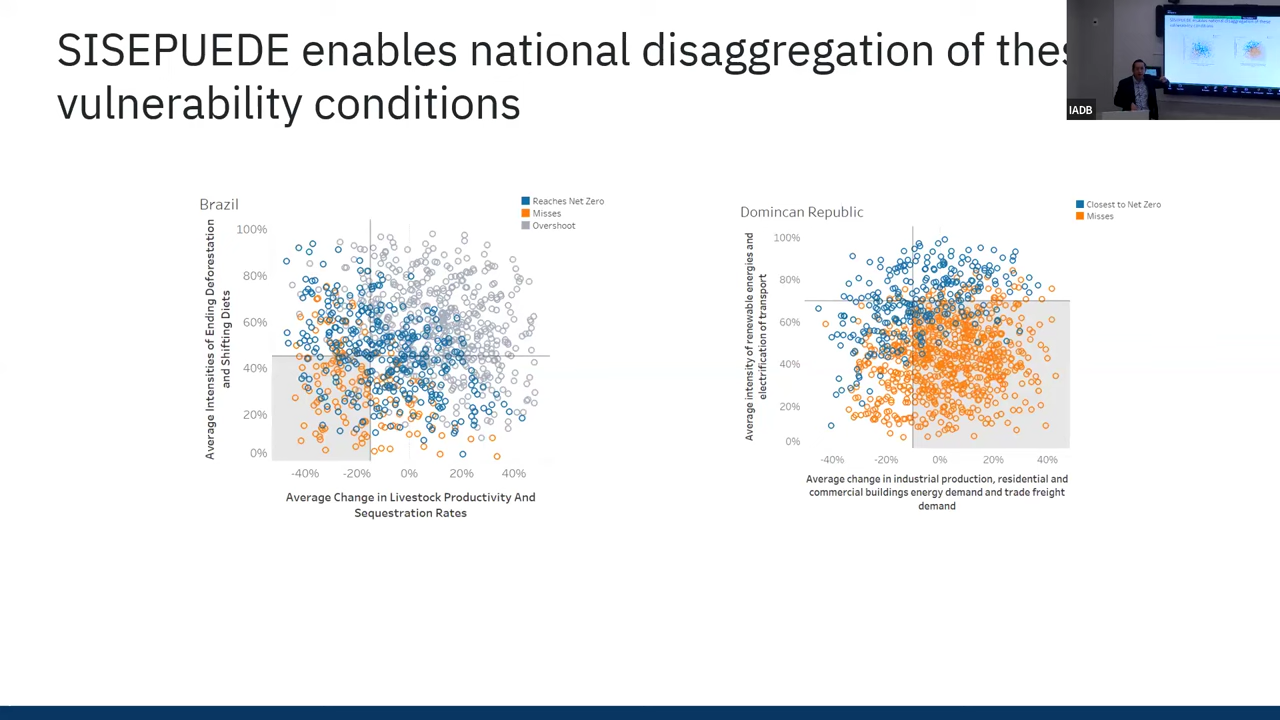 SISEPUEDE enables national disaggregation of thes
vulnerability conditions
IADB
Brazil
Reaches Net Zero
Misses
Overshoot
Average Intensities of Ending Deforestation
and Shifting Diets
100%
80%
60%
40%
20%
0%
-40% -20% 0% 20% 40%
Average Change in Livestock Productivity And
Sequestration Rates
Domincan Republic
Closest to Net Zero
Misses
Average intensity of renewable energies and
electrification of transport
100%
80%
60%
40%
20%
0%
-40% -20% 0% 20% 40%
Average change in industrial production, residential and
commercial buildings energy demand and trade freight
demand